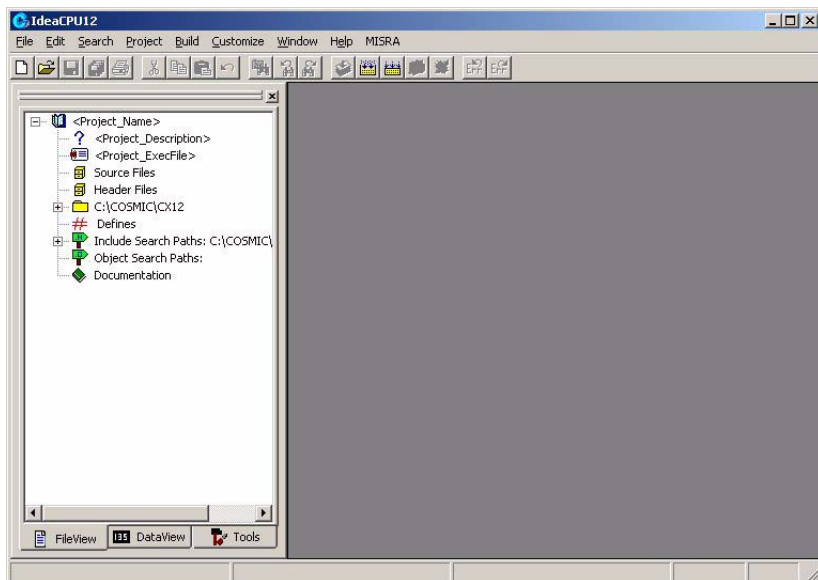 IdeaCPU12
File Edit Search Project Build Customize Window Help MISRA
<Project_Name>
<Project_Description>
<Project_ExecFile>
Source Files
Header Files
C:\COSMIC\CX12
Defines
Include Search Paths: C:\COSMIC\
Object Search Paths:
Documentation
FileView DataView Tools